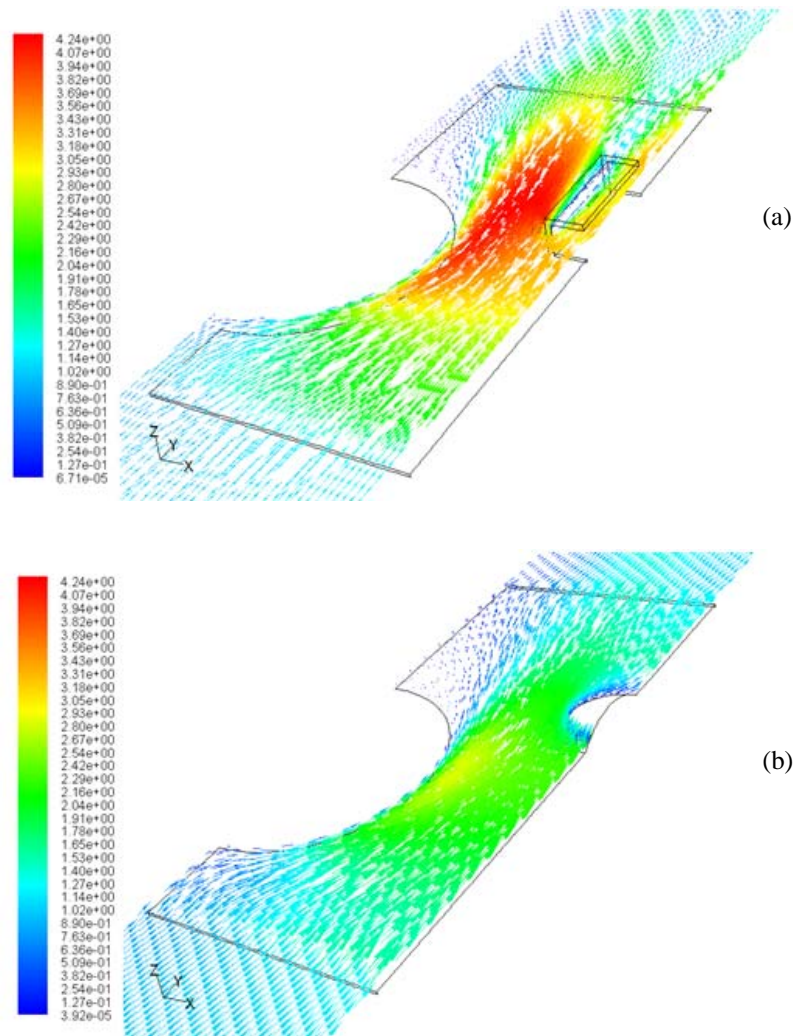 4.24e+00
4.07e+00
3.94e+00
3.82e+00
3.69e+00
3.56e+00
3.43e+00
3.31e+00
3.18e+00
3.05e+00
2.93e+00
2.80e+00
2.67e+00
2.54e+00
2.42e+00
2.29e+00
2.16e+00
2.04e+00
1.91e+00
1.78e+00
1.65e+00
1.53e+00
1.40e+00
1.27e+00
1.14e+00
1.02e+00
8.90e-01
7.63e-01
6.36e-01
5.09e-01
3.82e-01
2.54e-01
1.27e-01
6.71e-05
Z
Y
X
(a)
4.24e+00
4.07e+00
3.94e+00
3.82e+00
3.69e+00
3.56e+00
3.43e+00
3.31e+00
3.18e+00
3.05e+00
2.93e+00
2.80e+00
2.67e+00
2.54e+00
2.42e+00
2.29e+00
2.16e+00
2.04e+00
1.91e+00
1.78e+00
1.65e+00
1.53e+00
1.40e+00
1.27e+00
1.14e+00
1.02e+00
8.90e-01
7.63e-01
6.36e-01
5.09e-01
3.82e-01
2.54e-01
1.27e-01
3.92e-05
Z
Y
X
(b)